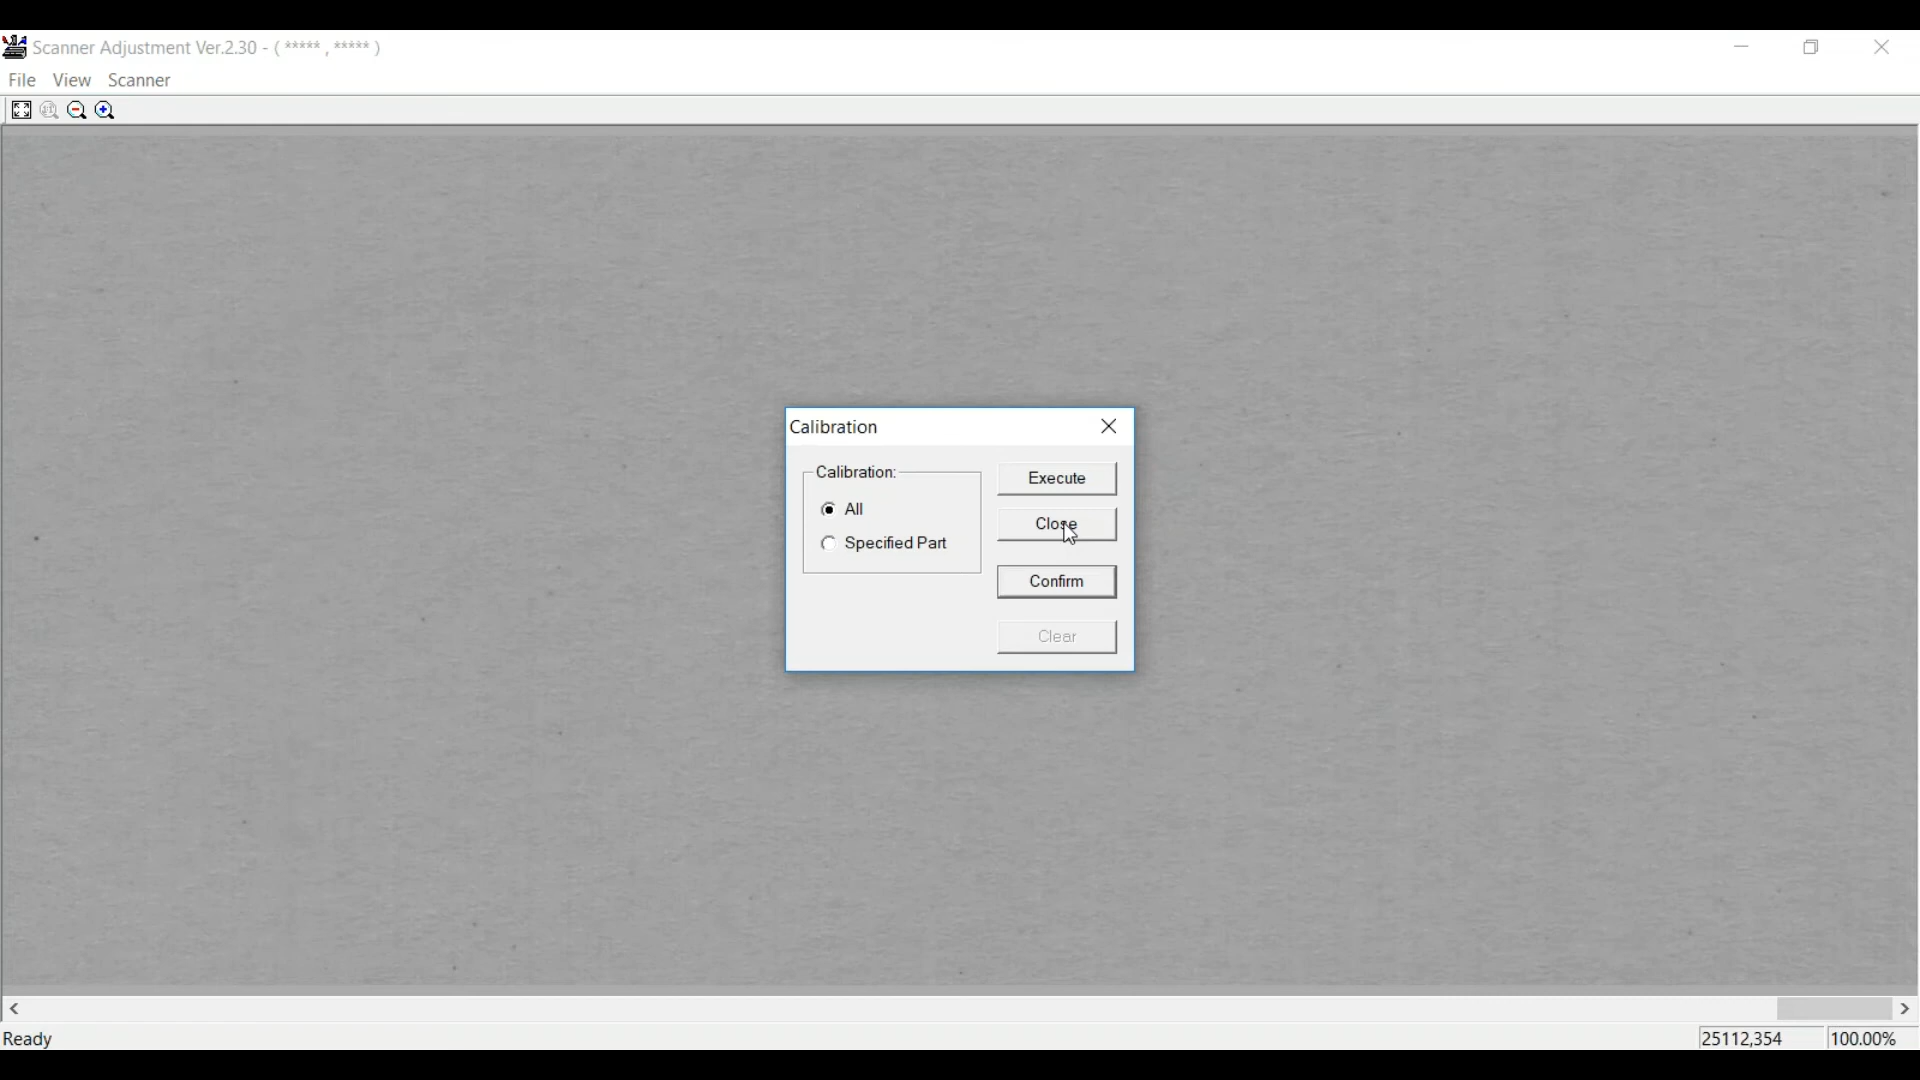 Scanner Adjustment Ver.2.30 - ( ***** , ***** )
File View Scanner
Calibration
Calibration:
All
Specified Part
Execute
Close
Confirm
Clear
Ready
25112,354
100.00%